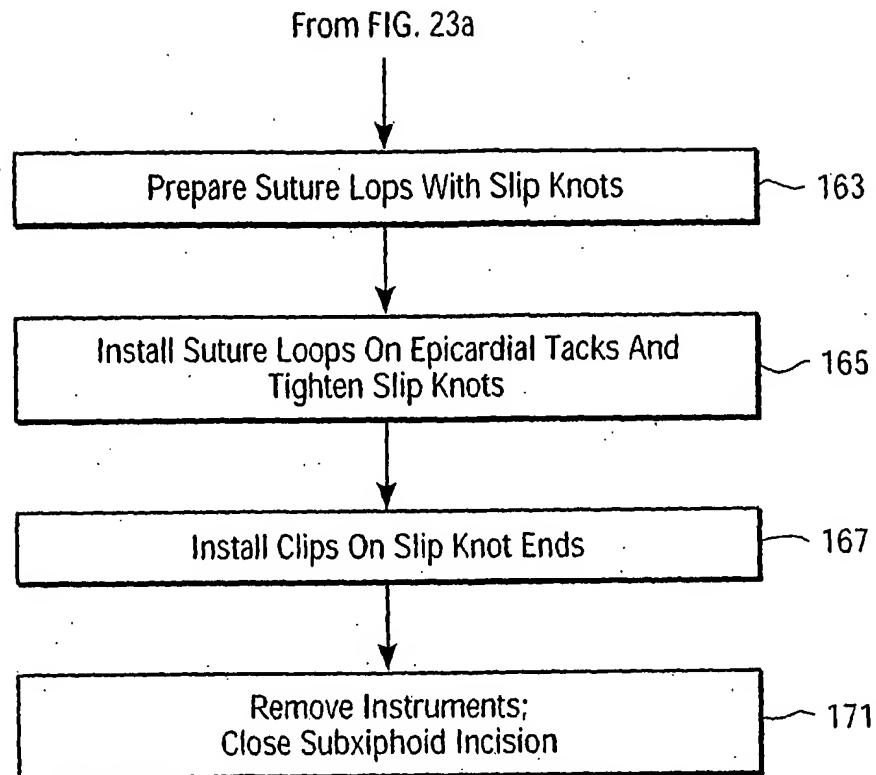 From FIG. 23a
Prepare Suture Lops With Slip Knots
163
Install Suture Loops On Epicardial Tacks And
Tighten Slip Knots
165
Install Clips On Slip Knot Ends
167
Remove Instruments;
Close Subxiphoid Incision
171